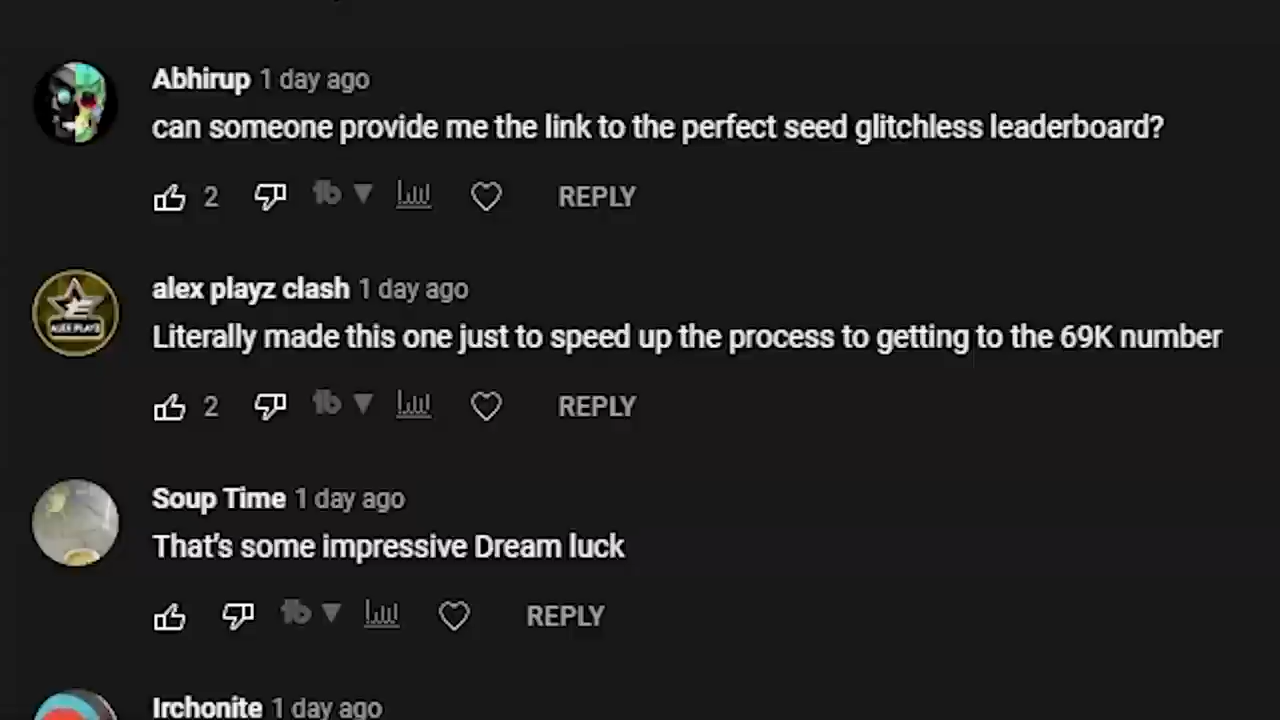 Abhirup 1 day ago
can someone provide me the link to the perfect seed glitchless leaderboard?
2 REPLY
alex playz clash 1 day ago
Literally made this one just to speed up the process to getting to the 69K number
2 REPLY
Soup Time 1 day ago
That's some impressive Dream luck
REPLY
Irchonite 1 day ago